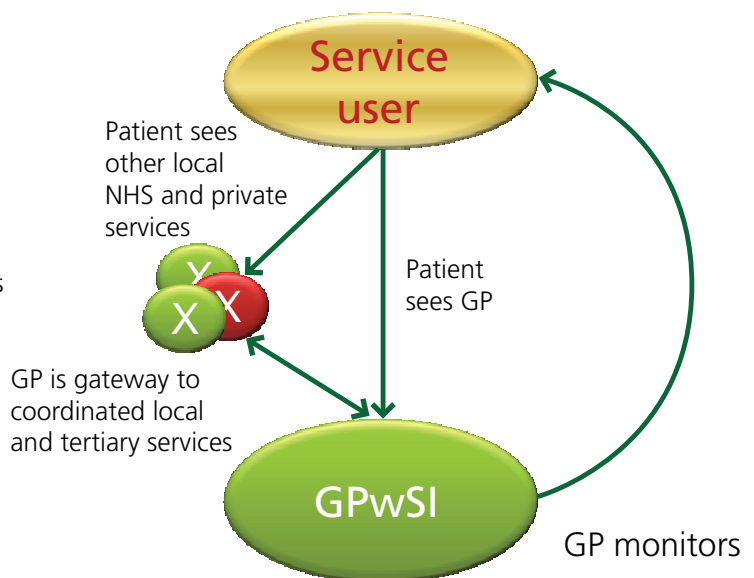 Service
user
Patient sees
other local
NHS and private
services
X
X
X
s
Patient
sees GP
GP is gateway to
coordinated local
and tertiary services
GPwSI
GP monitors